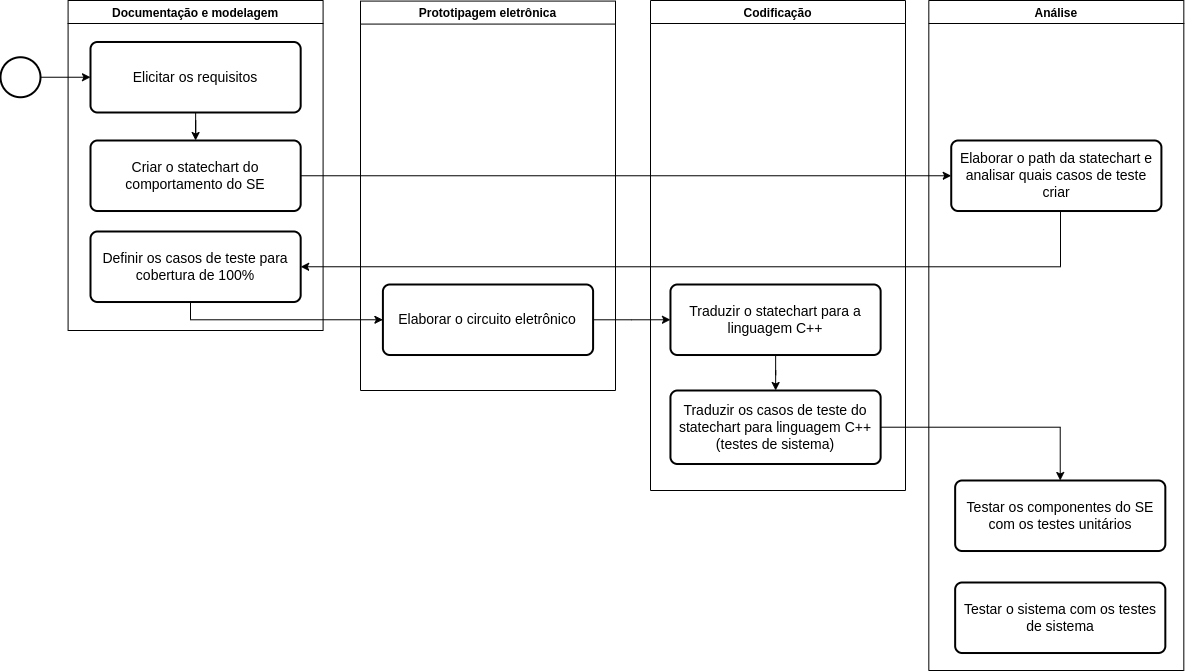 Documentação e modelagem
Prototipagem eletrônica
Codificação
Análise
Elicitar os requisitos
Criar o statechart do
comportamento do SE
Elaborar o path da statechart e
analisar quais casos de teste
criar
Definir os casos de teste para
cobertura de 100%
Elaborar o circuito eletrônico
Traduzir o statechart para a
linguagem C++
Traduzir os casos de teste do
statechart para linguagem C++
(testes de sistema)
Testar os componentes do SE
com os testes unitários
Testar o sistema com os testes
de sistema